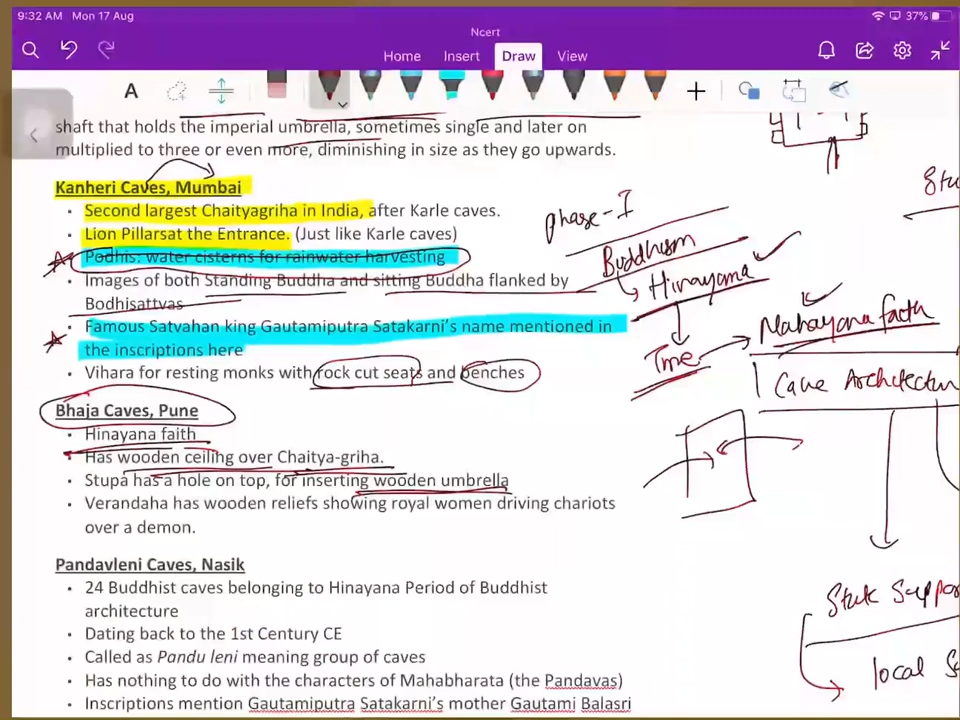 9:32 AM Mon 17 Aug
37%
Ncert
Home Insert Draw View
A
shaft that holds the imperial umbrella, sometimes single and later on
multiplied to three or even more, diminishing in size as they go upwards.
Kanheri Caves, Mumbai
• Second largest Chaityagriha in India, after Karle caves.
• Lion Pillarsat the Entrance. (Just like Karle caves)
• Podhis: water cisterns for rainwater harvesting
• Images of both Standing Buddha and sitting Buddha flanked by
Bodhisattvas
• Famous Satvahan king Gautamiputra Satakarni's name mentioned in
the inscriptions here
• Vihara for resting monks with rock cut seats and benches
Bhaja Caves, Pune
• Hinayana faith
• Has wooden ceiling over Chaitya-griha.
• Stupa has a hole on top, for inserting wooden umbrella
• Verandaha has wooden reliefs showing royal women driving chariots
over a demon.
Pandavleni Caves, Nasik
• 24 Buddhist caves belonging to Hinayana Period of Buddhist
architecture
• Dating back to the 1st Century CE
• Called as Pandu leni meaning group of caves
• Has nothing to do with the characters of Mahabharata (the Pandavas)
• Inscriptions mention Gautamiputra Satakarni's mother Gautami Balasri
phase-I
Buddhism
Hinayana
Time
Mahayana faith
Cave Architectur
State Suppor
local S